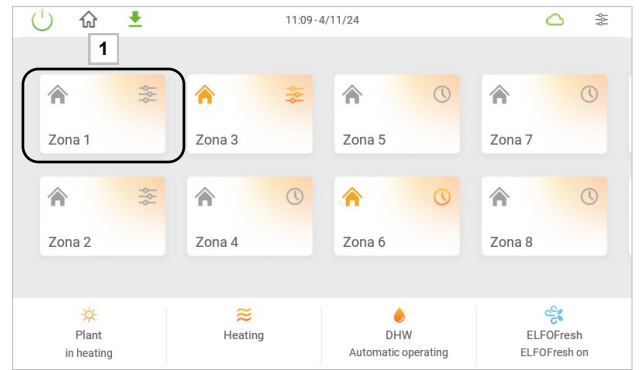 11:09-4/11/24
1
Zona 1
Zona 3
Zona 5
Zona 7
Zona 2
Zona 4
Zona 6
Zona 8
Plant
in heating
Heating
DHW
Automatic operating
ELFOFresh
ELFOFresh on